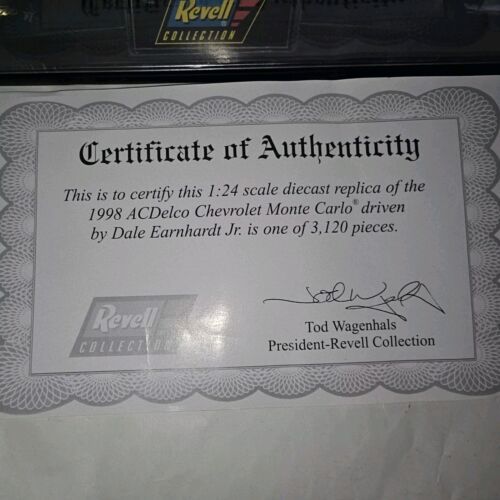 Revell
COLLECTION
Certificate of Authenticity
This is to certify this 1:24 scale diecast replica of the
1998 ACDelco Chevrolet Monte Carlo® driven
by Dale Earnhardt Jr. is one of 3,120 pieces.
Revell
COLLECTION
Tod Wagenhals
President-Revell Collection